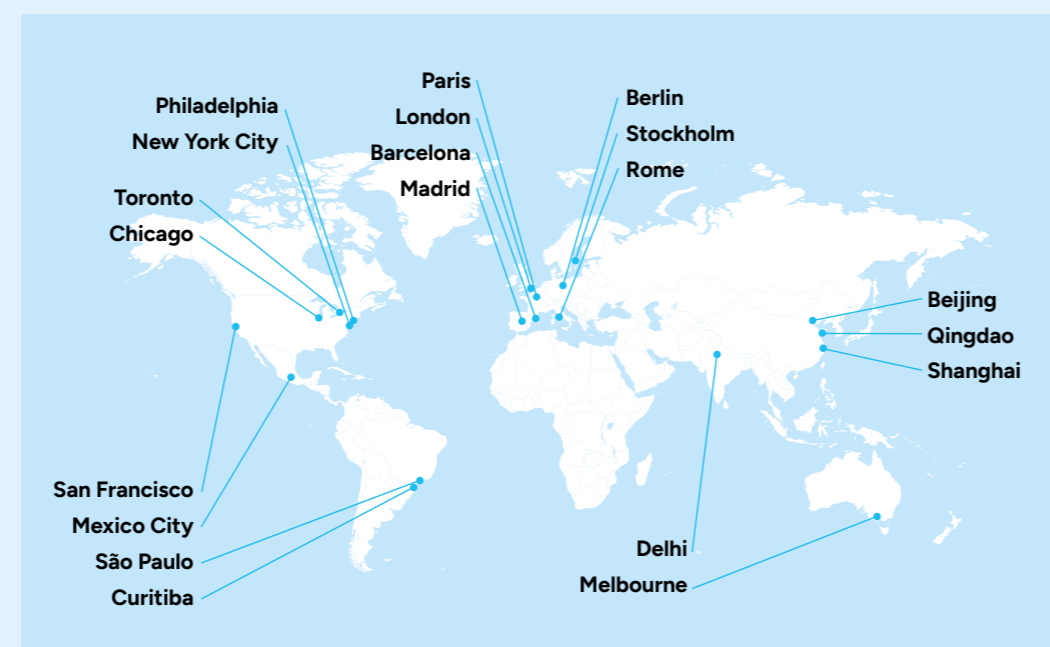 Philadelphia
New York City
Toronto
Chicago
Paris
London
Barcelona
Madrid
Berlin
Stockholm
Rome
Beijing
Qingdao
Shanghai
San Francisco
Mexico City
São Paulo
Curitiba
Delhi
Melbourne